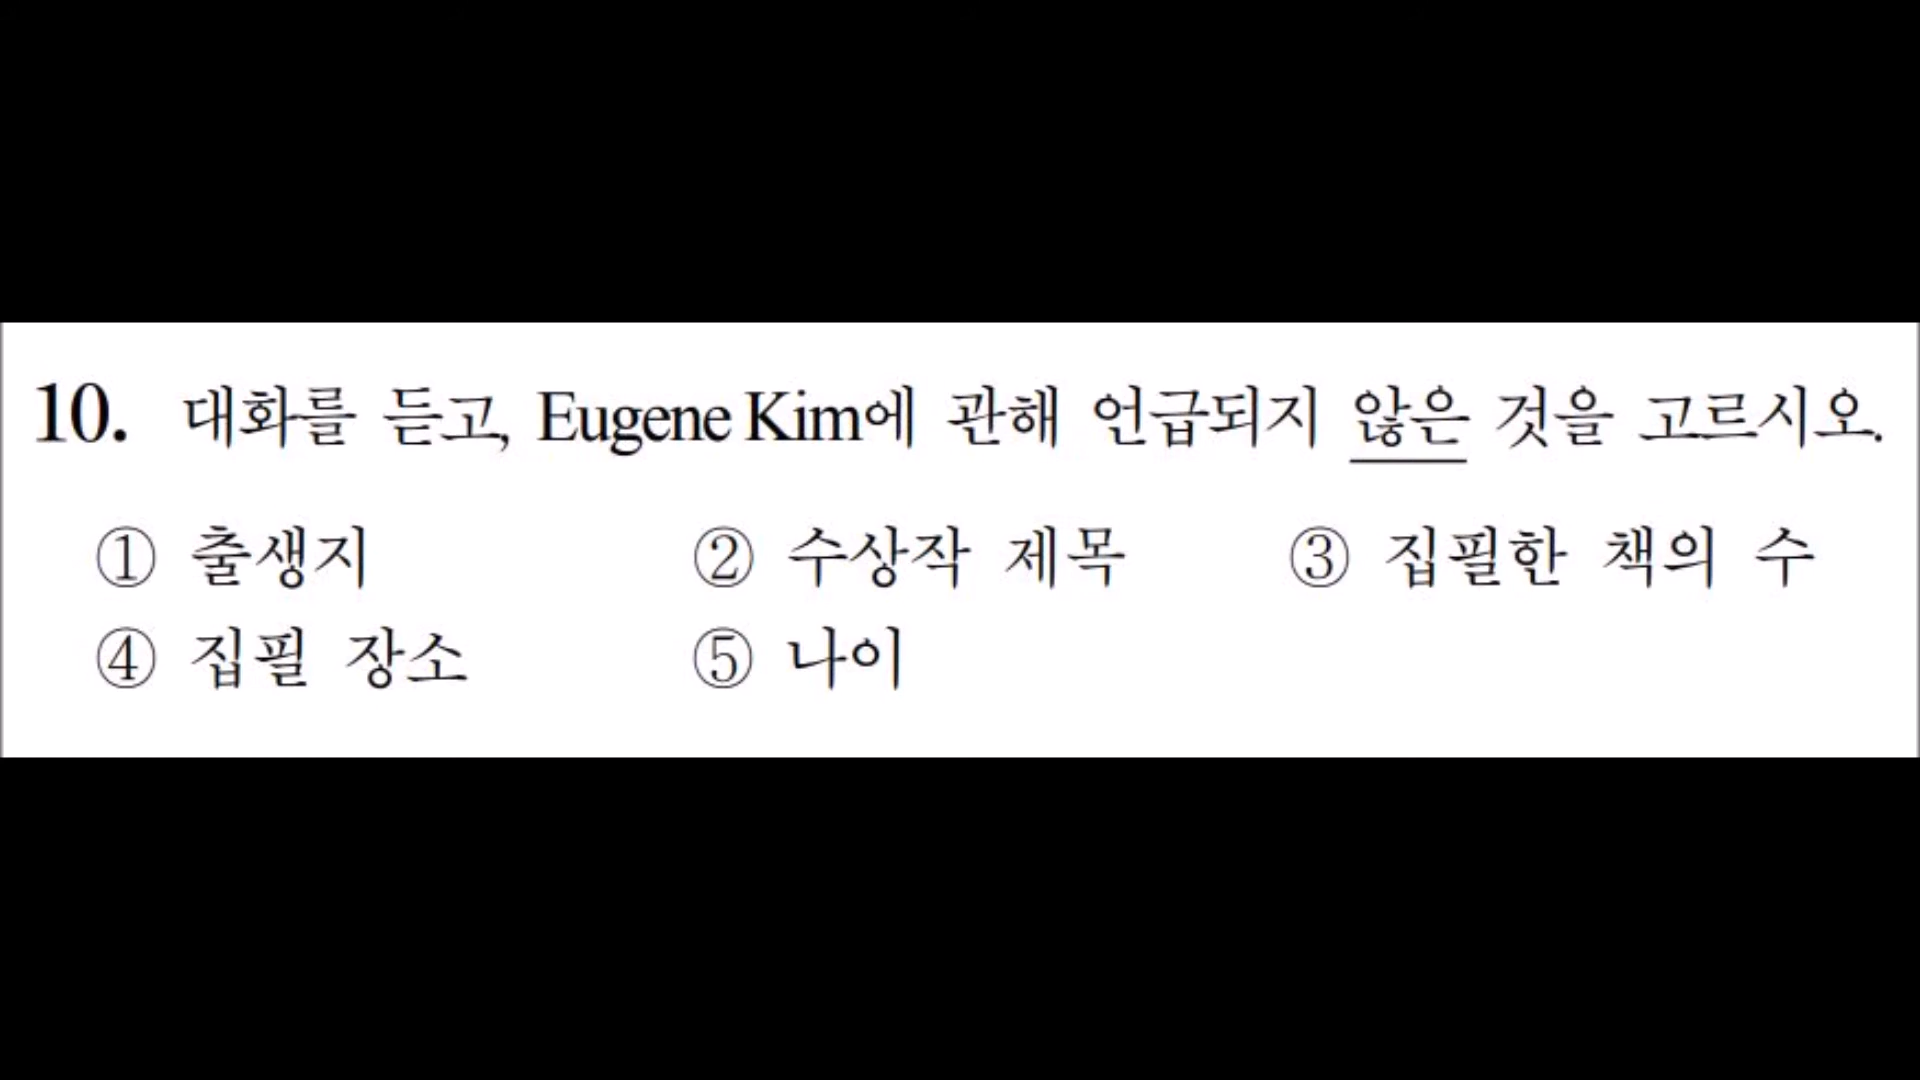 10. 대화를 듣고, Eugene Kim에 관해 언급되지 않은 것을 고르시오.
① 출생지 ② 수상작 제목 ③ 집필한 책의 수
④ 집필 장소 ⑤ 나이